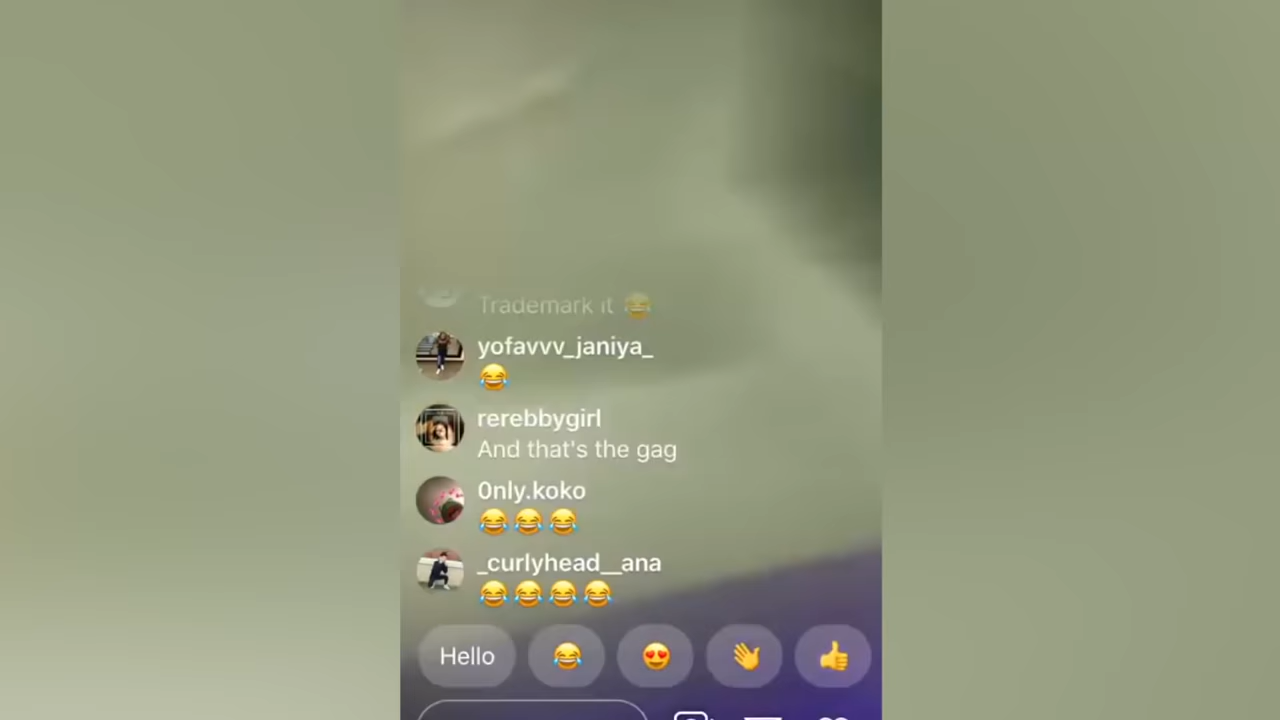 Trademark it 😂
yofavvv_janiya_
😂
rerebbygirl
And that's the gag
0nly.koko
😂😂😂
_curlyhead__ana
😂😂😂😂
Hello 😂 😍 👋 👍